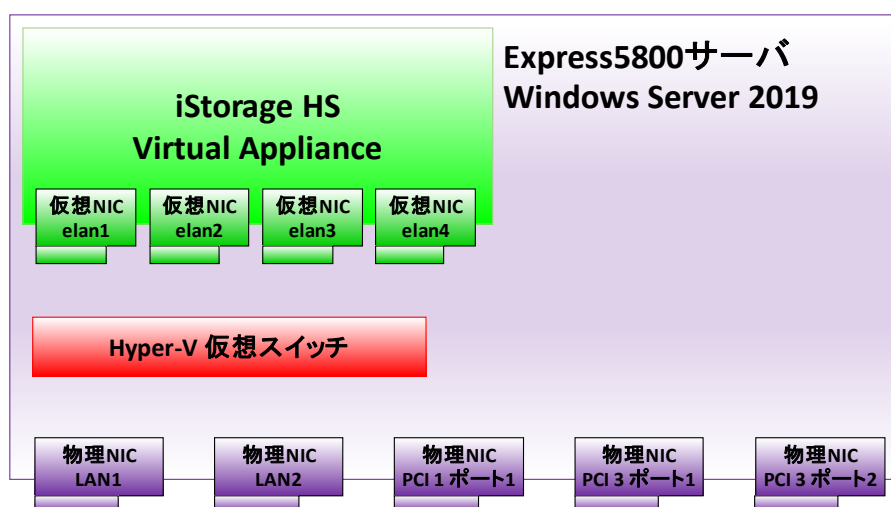 Express5800サーバ
Windows Server 2019
iStorage HS
Virtual Appliance
仮想NIC
elan1
仮想NIC
elan2
仮想NIC
elan3
仮想NIC
elan4
Hyper-V 仮想スイッチ
物理NIC
LAN1
物理NIC
LAN2
物理NIC
PCI 1 ポート1
物理NIC
PCI 3 ポート1
物理NIC
PCI 3 ポート2